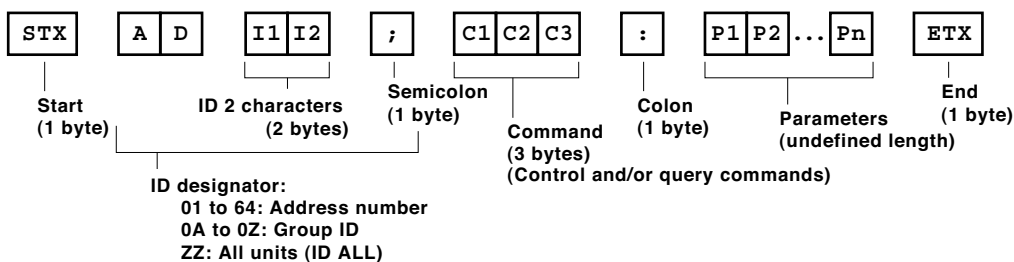 STX A D I1 I2 ; C1 C2 C3 : P1 P2 ... Pn ETX
Start
(1 byte)
ID 2 characters
(2 bytes)
Semicolon
(1 byte)
Command
(3 bytes)
(Control and/or query commands)
Colon
(1 byte)
Parameters
(undefined length)
End
(1 byte)
ID designator:
01 to 64: Address number
0A to 0Z: Group ID
ZZ: All units (ID ALL)